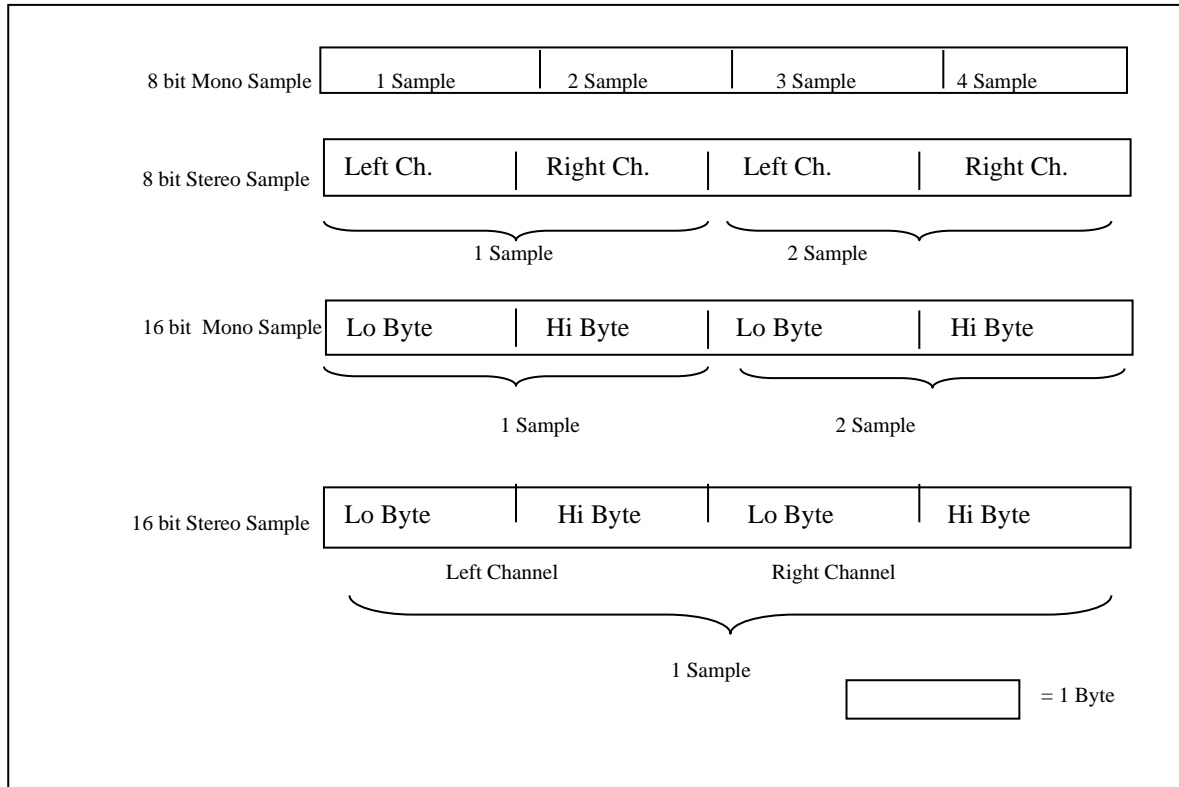 8 bit Mono Sample 1 Sample 2 Sample 3 Sample 4 Sample
8 bit Stereo Sample Left Ch. Right Ch. Left Ch. Right Ch.
1 Sample 2 Sample
16 bit Mono Sample Lo Byte Hi Byte Lo Byte Hi Byte
1 Sample 2 Sample
16 bit Stereo Sample Lo Byte Hi Byte Lo Byte Hi Byte
Left Channel Right Channel
1 Sample
= 1 Byte